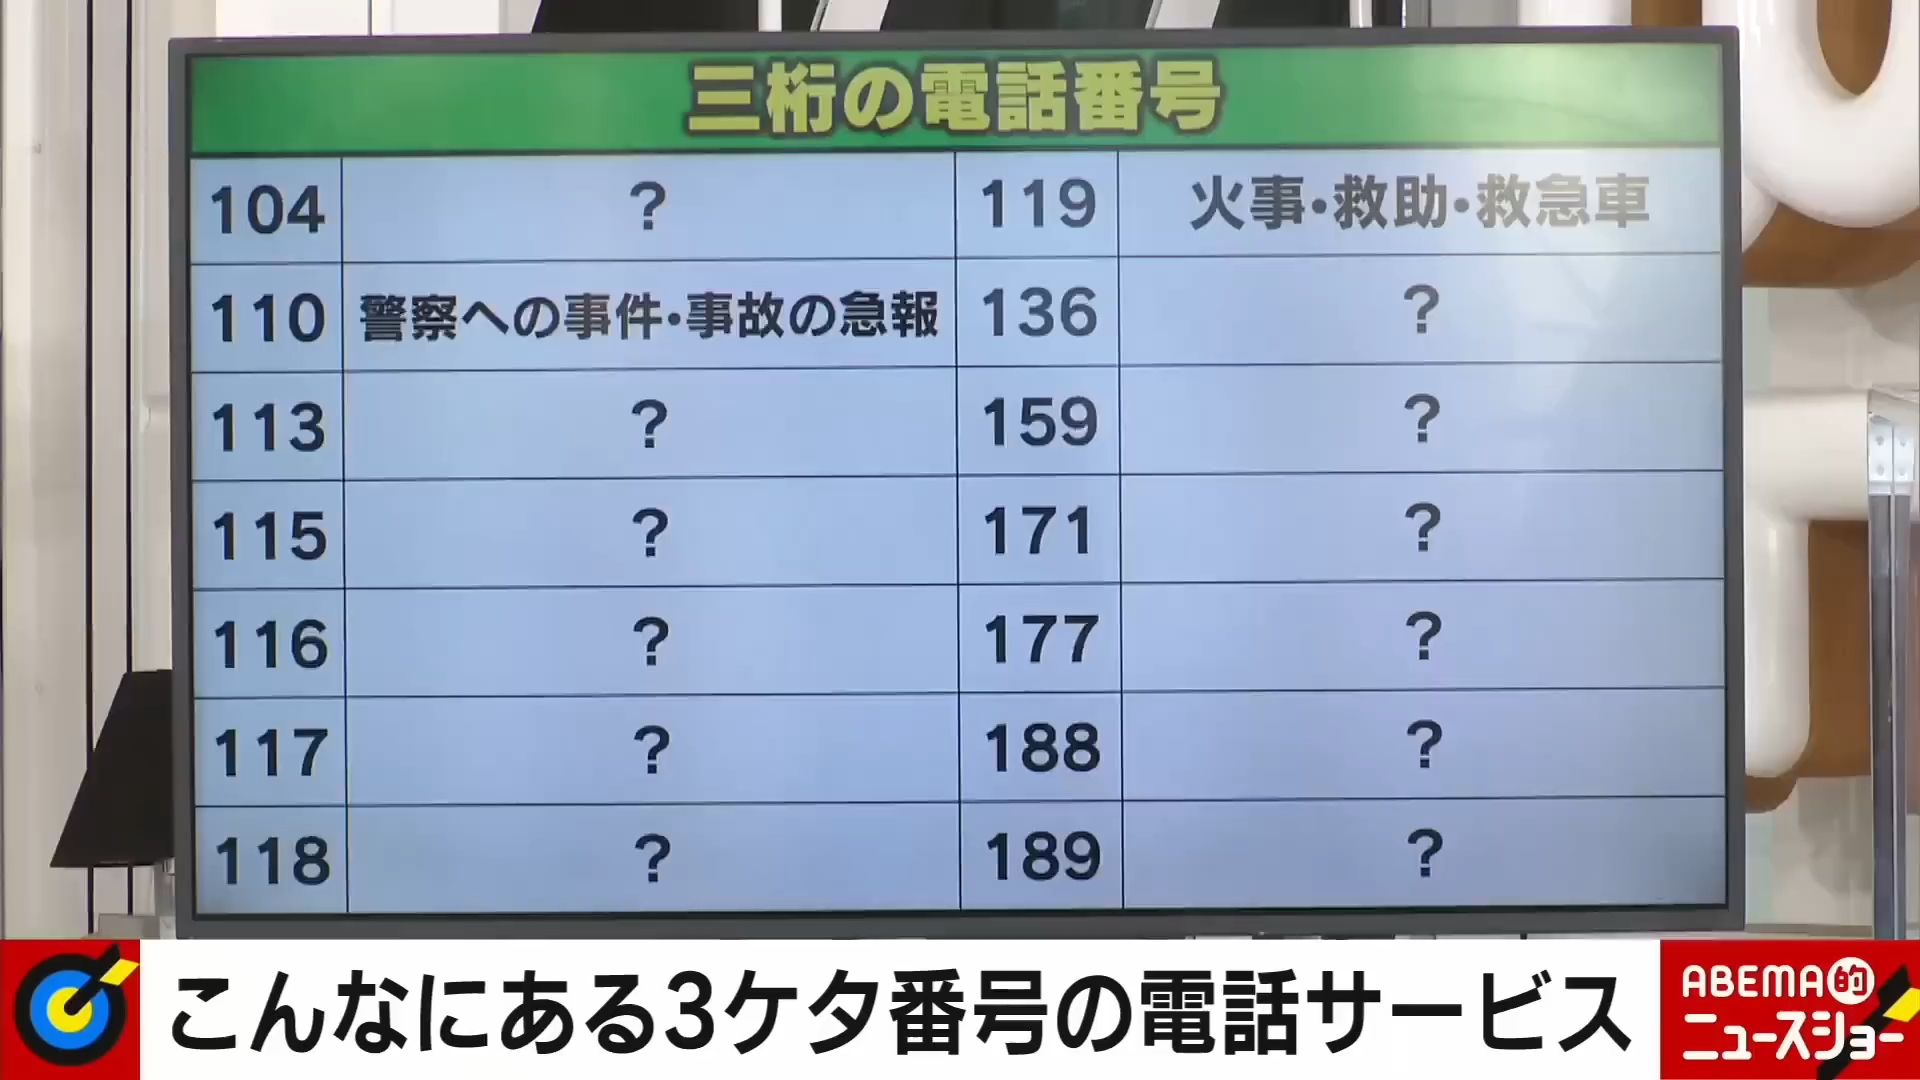 三桁の電話番号
104 ? 119 火事・救助・救急車
110 警察への事件・事故の急報 136 ?
113 ? 159 ?
115 ? 171 ?
116 ? 177 ?
117 ? 188 ?
118 ? 189 ?
こんなにある3ケタ番号の電話サービス
ABEMA的
ニュースショー